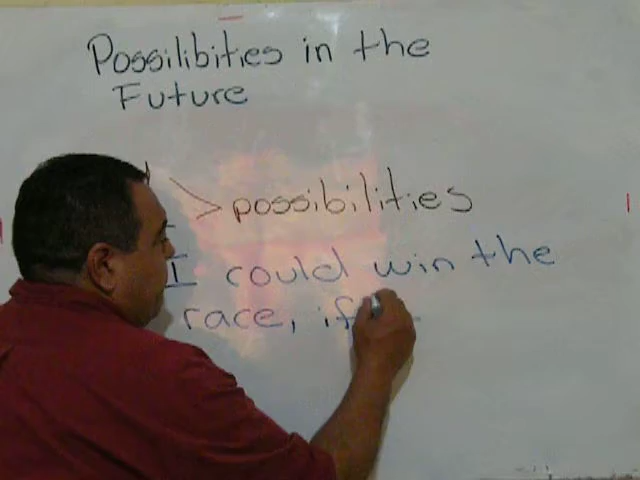 Possilibities in the
Future
possibilities
I could win the
race, if